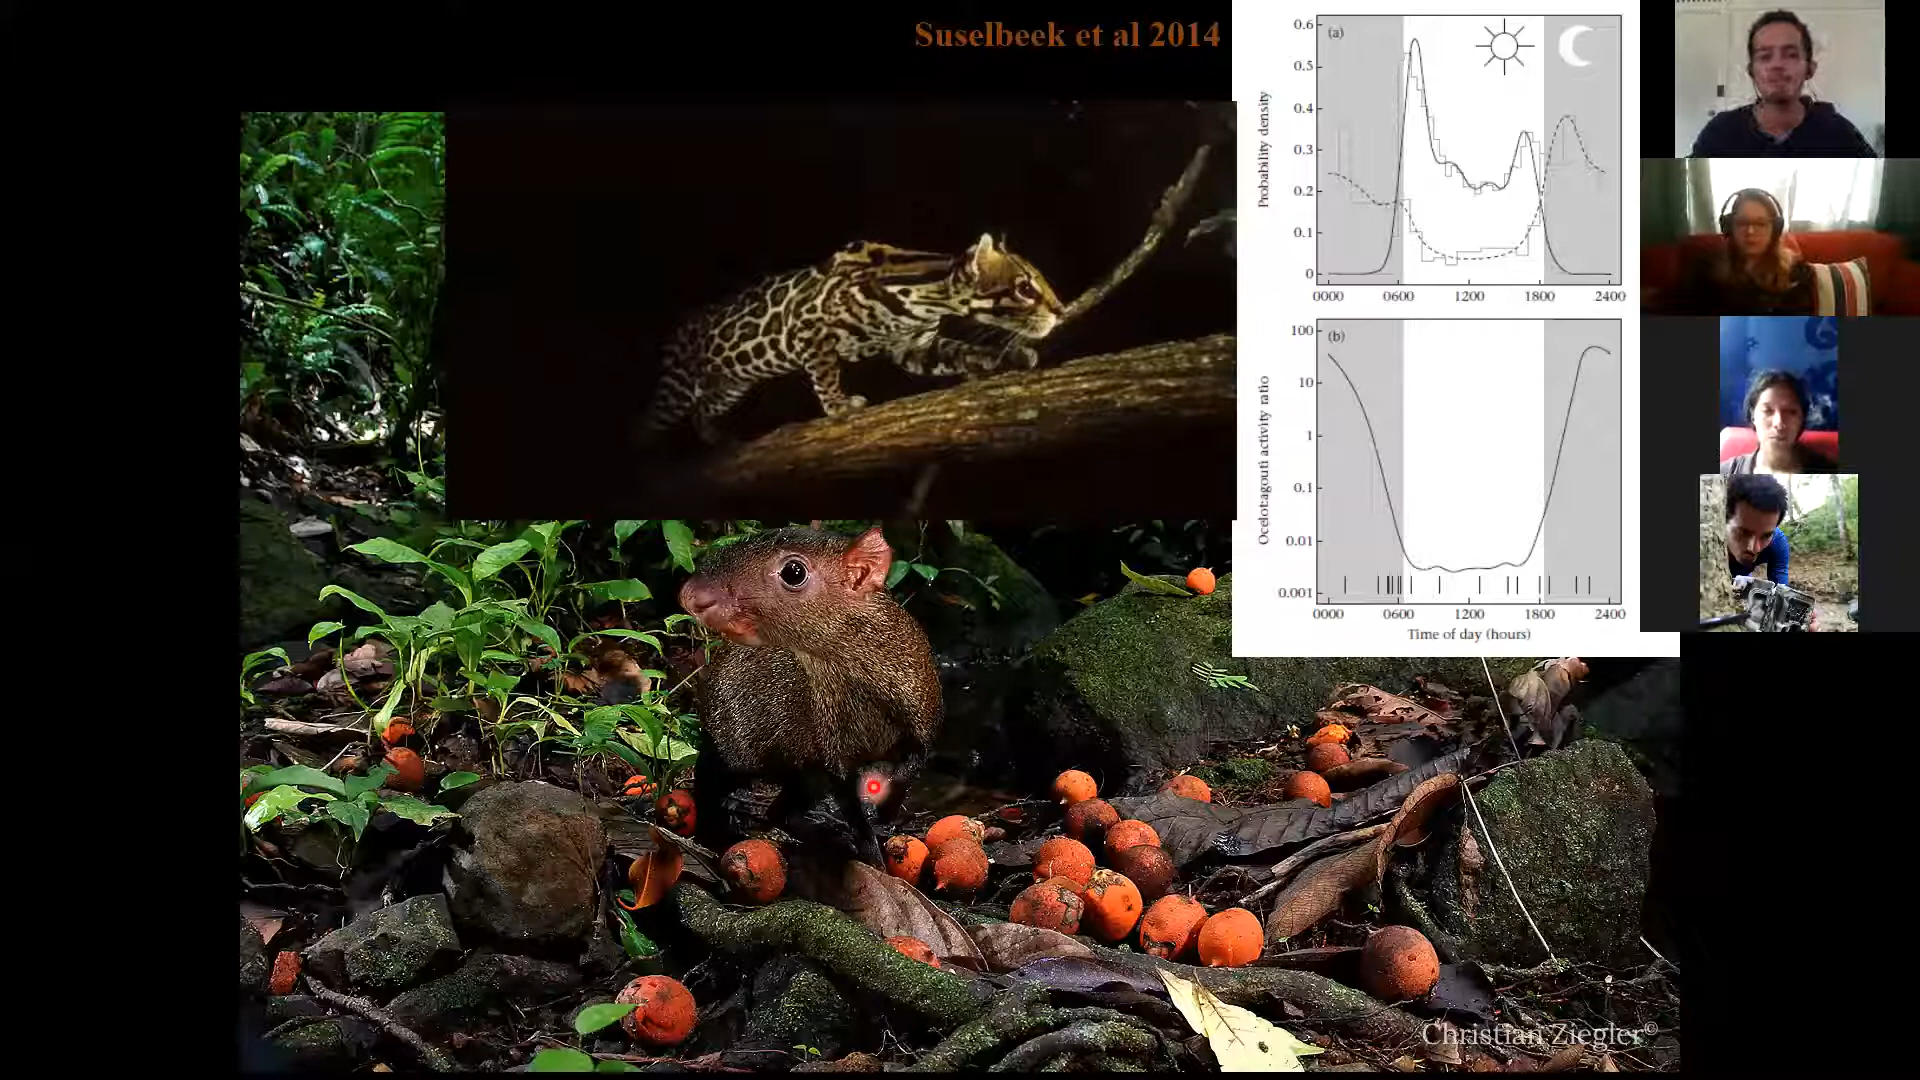 Suselbeek et al 2014
(a)
Probability density
0.6
0.5
0.4
0.3
0.2
0.1
0
0000 0600 1200 1800 2400
(b)
Ocelot:agouti activity ratio
100
10
1
0.1
0.01
0.001
0000 0600 1200 1800 2400
Time of day (hours)
Christian Ziegler©